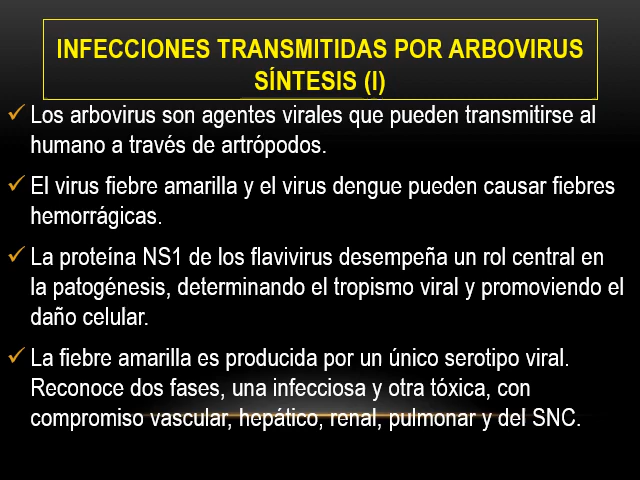 INFECCIONES TRANSMITIDAS POR ARBOVIRUS
SÍNTESIS (I)
✓ Los arbovirus son agentes virales que pueden transmitirse al
humano a través de artrópodos.
✓ El virus fiebre amarilla y el virus dengue pueden causar fiebres
hemorrágicas.
✓ La proteína NS1 de los flavivirus desempeña un rol central en
la patogénesis, determinando el tropismo viral y promoviendo el
daño celular.
✓ La fiebre amarilla es producida por un único serotipo viral.
Reconoce dos fases, una infecciosa y otra tóxica, con
compromiso vascular, hepático, renal, pulmonar y del SNC.